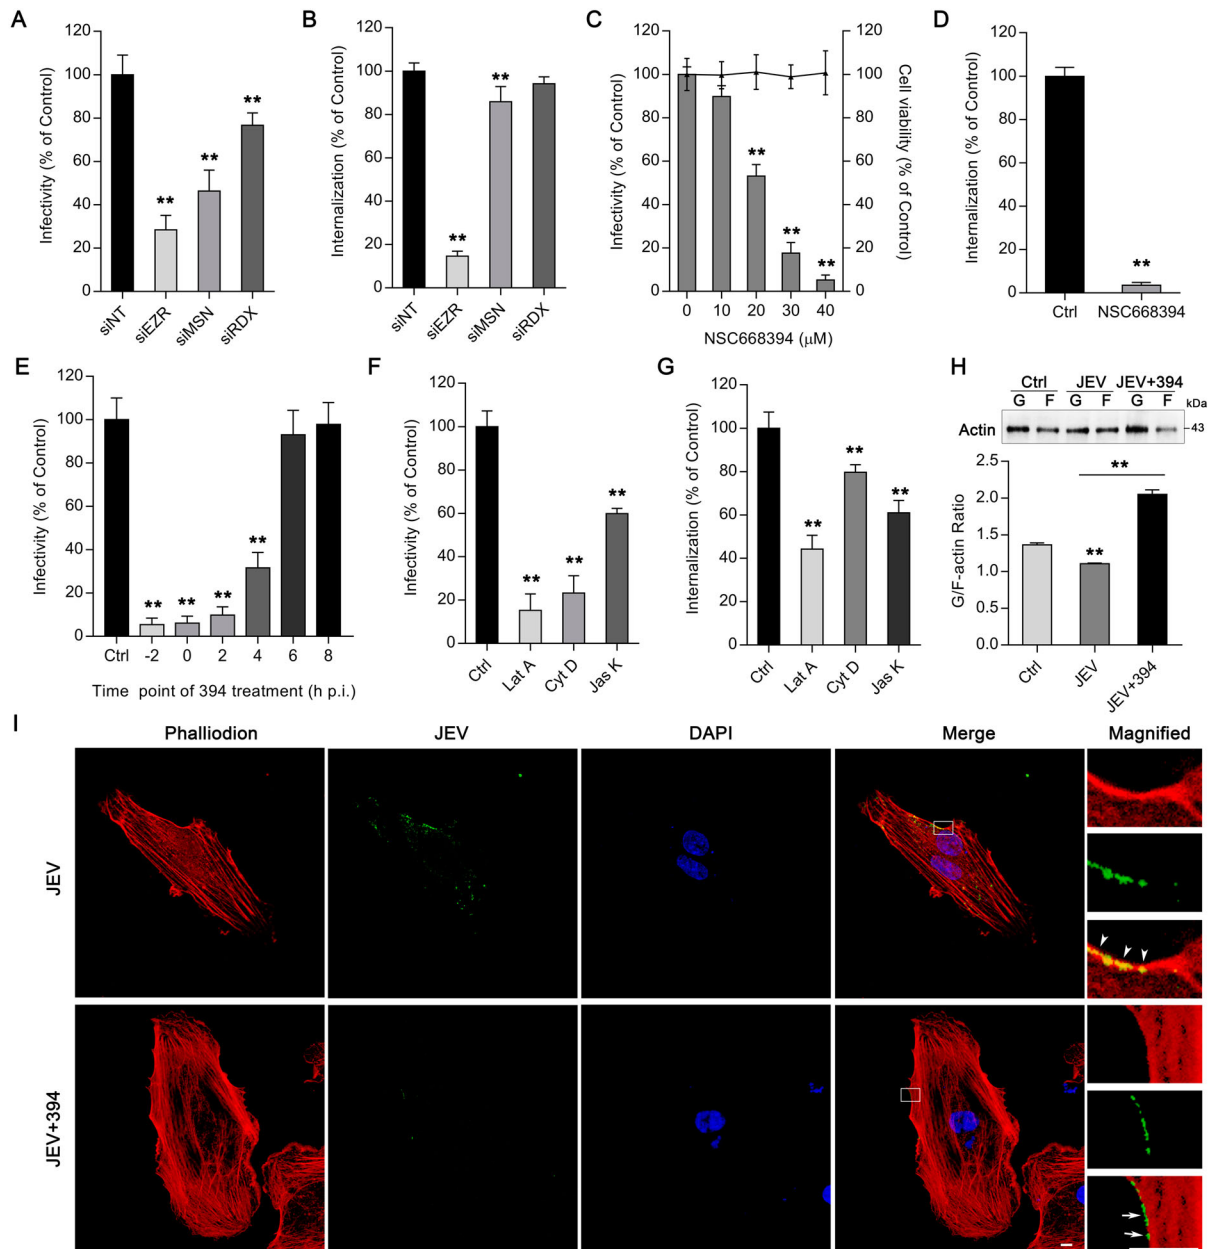 A
Infectivity (% of Control)
120
100
80
60
40
20
0
**
**
**
siNT
siEZR
siMSN
siRDX
B
Internalization (% of Control)
120
100
80
60
40
20
0
**
**
siNT
siEZR
siMSN
siRDX
C
Infectivity (% of Control)
120
100
80
60
40
20
0
**
**
**
120
100
80
60
40
20
0
Cell viability (% of Control)
0 10 20 30 40
NSC668394 (μM)
D
Internalization (% of Control)
120
100
80
60
40
20
0
**
Ctrl NSC668394
E
Infectivity (% of Control)
120
100
80
60
40
20
0
**
**
**
**
Ctrl -2 0 2 4 6 8
Time point of 394 treatment (h p.i.)
F
Infectivity (% of Control)
120
100
80
60
40
20
0
**
**
**
Ctrl
Lat A
Cyt D
Jas K
G
Internalization (% of Control)
120
100
80
60
40
20
0
**
**
**
Ctrl
Lat A
Cyt D
Jas K
H
Ctrl JEV JEV+394
G F G F G F kDa
Actin -43
G/F-actin Ratio
2.5
2.0
1.5
1.0
0.5
0.0
**
**
Ctrl
JEV
JEV+394
I
Phalliodion JEV DAPI Merge Magnified
JEV
JEV+394